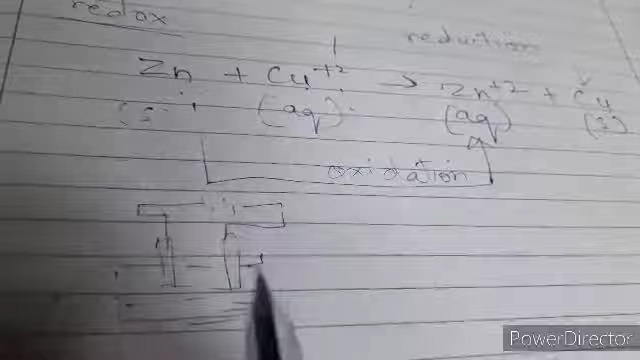 redox
reduction
Zn + Cu+2 → Zn+2 + Cu
(s) (aq) (aq) (s)
oxidation
PowerDirector